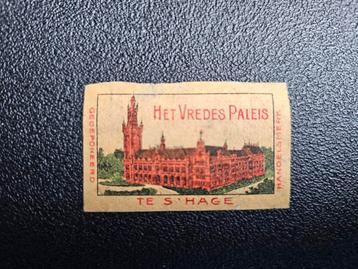 HET VREDES PALEIS
GEDEPONEERD
HANDELSMERK
TE S'HAGE